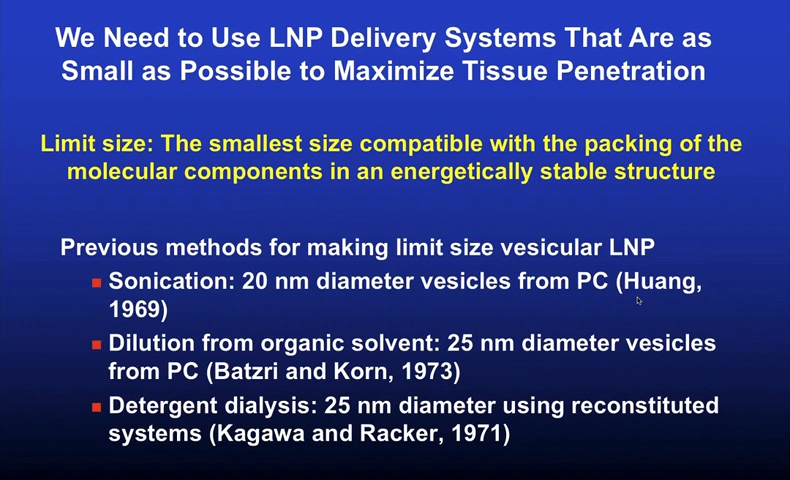 We Need to Use LNP Delivery Systems That Are as
Small as Possible to Maximize Tissue Penetration
Limit size: The smallest size compatible with the packing of the
molecular components in an energetically stable structure
Previous methods for making limit size vesicular LNP
Sonication: 20 nm diameter vesicles from PC (Huang,
1969)
Dilution from organic solvent: 25 nm diameter vesicles
from PC (Batzri and Korn, 1973)
Detergent dialysis: 25 nm diameter using reconstituted
systems (Kagawa and Racker, 1971)